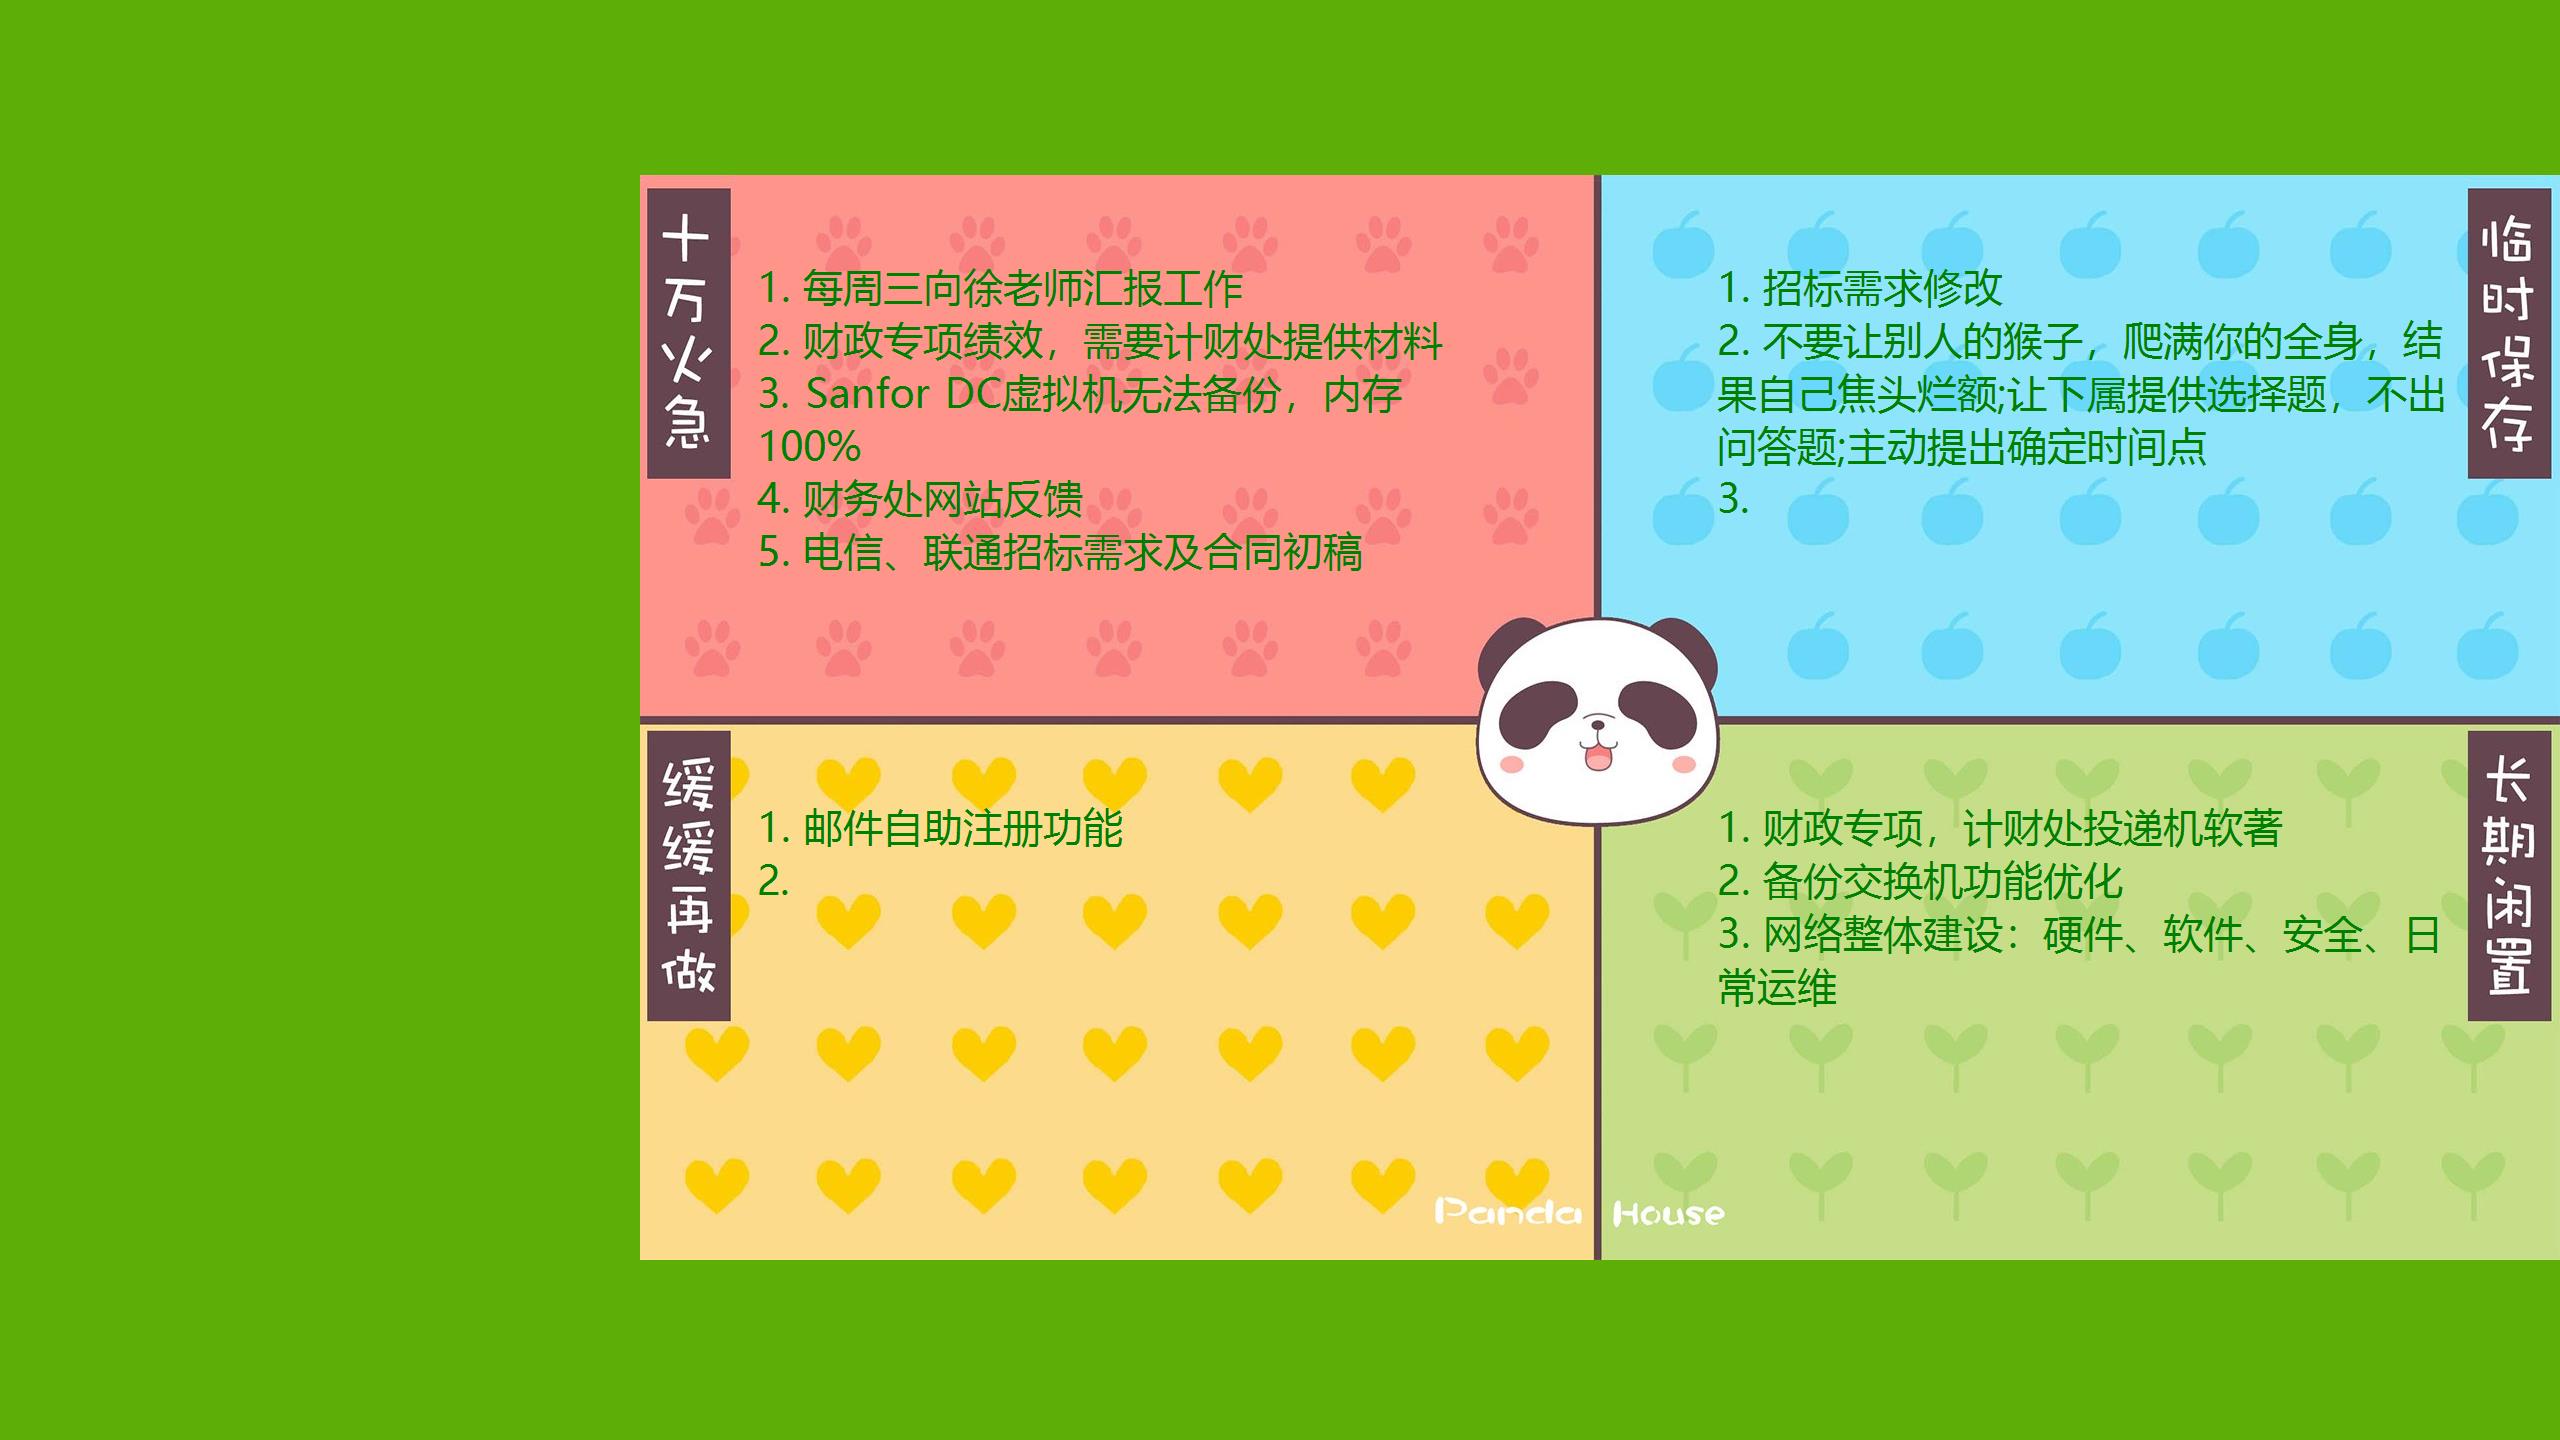 十万火急
1. 每周三向徐老师汇报工作
2. 财政专项绩效，需要计财处提供材料
3. Sanfor DC虚拟机无法备份，内存
100%
4. 财务处网站反馈
5. 电信、联通招标需求及合同初稿
临时保存
1. 招标需求修改
2. 不要让别人的猴子，爬满你的全身，结
果自己焦头烂额;让下属提供选择题，不出
问答题;主动提出确定时间点
3.
缓缓再做
1. 邮件自助注册功能
2.
长期闲置
1. 财政专项，计财处投递机软著
2. 备份交换机功能优化
3. 网络整体建设：硬件、软件、安全、日
常运维
Panda House